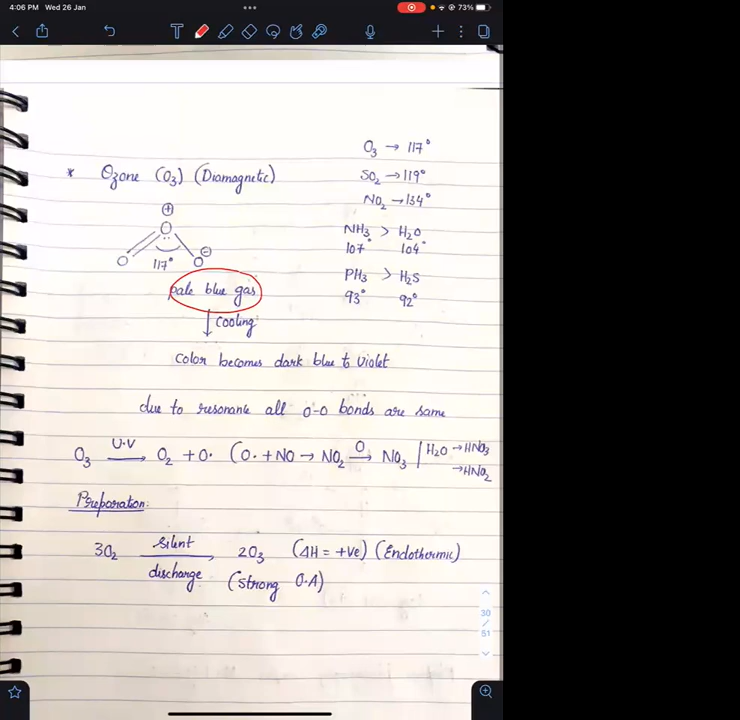 4:06 PM Wed 26 Jan
73%
O3 → 117°
* Ozone (O3) (Diamagnetic)
SO2 → 119°
NO2 → 134°
⊕
O
NH3 > H2O
107° 104°
O O ⊖
117°
PH3 > H2S
93° 92°
pale blue gas
↓ Cooling
Color becomes dark blue to violet
due to resonance all O-O bonds are same
O3 U.V → O2 + O• (O• + NO → NO2 O → NO3 | H2O → HNO3
→ HNO2
Preparation:
3O2 silent discharge → 2O3 (ΔH = +ve) (Endothermic)
(strong O.A)
30
/
51